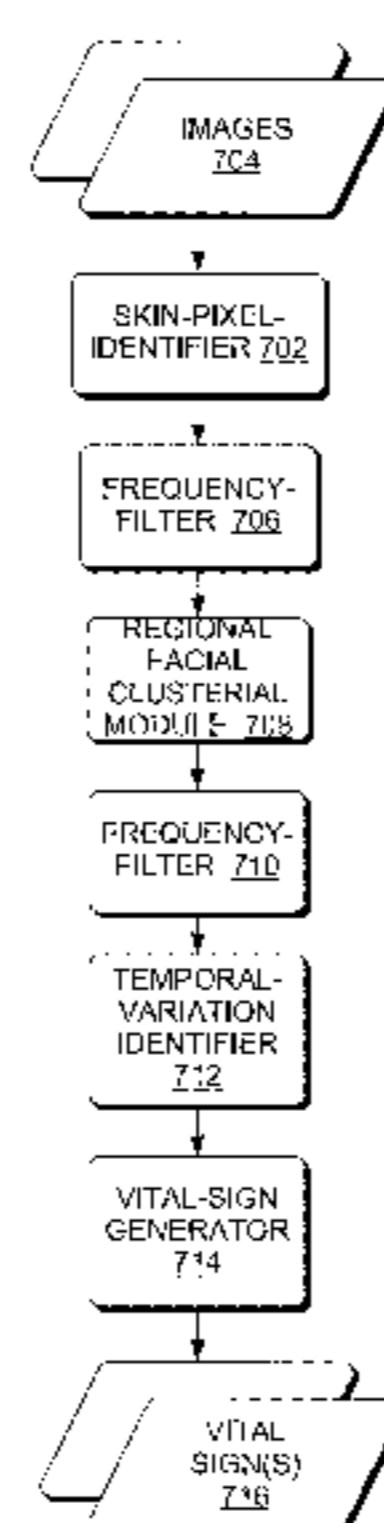 IMAGES
704
SKIN-PIXEL-
IDENTIFIER 702
FREQUENCY-
FILTER 706
REGIONAL
FACIAL
CLUSTERIAL
MODULE 708
FREQUENCY-
FILTER 710
TEMPORAL-
VARIATION
IDENTIFIER
712
VITAL-SIGN
GENERATOR
714
VITAL
SIGN(S)
716